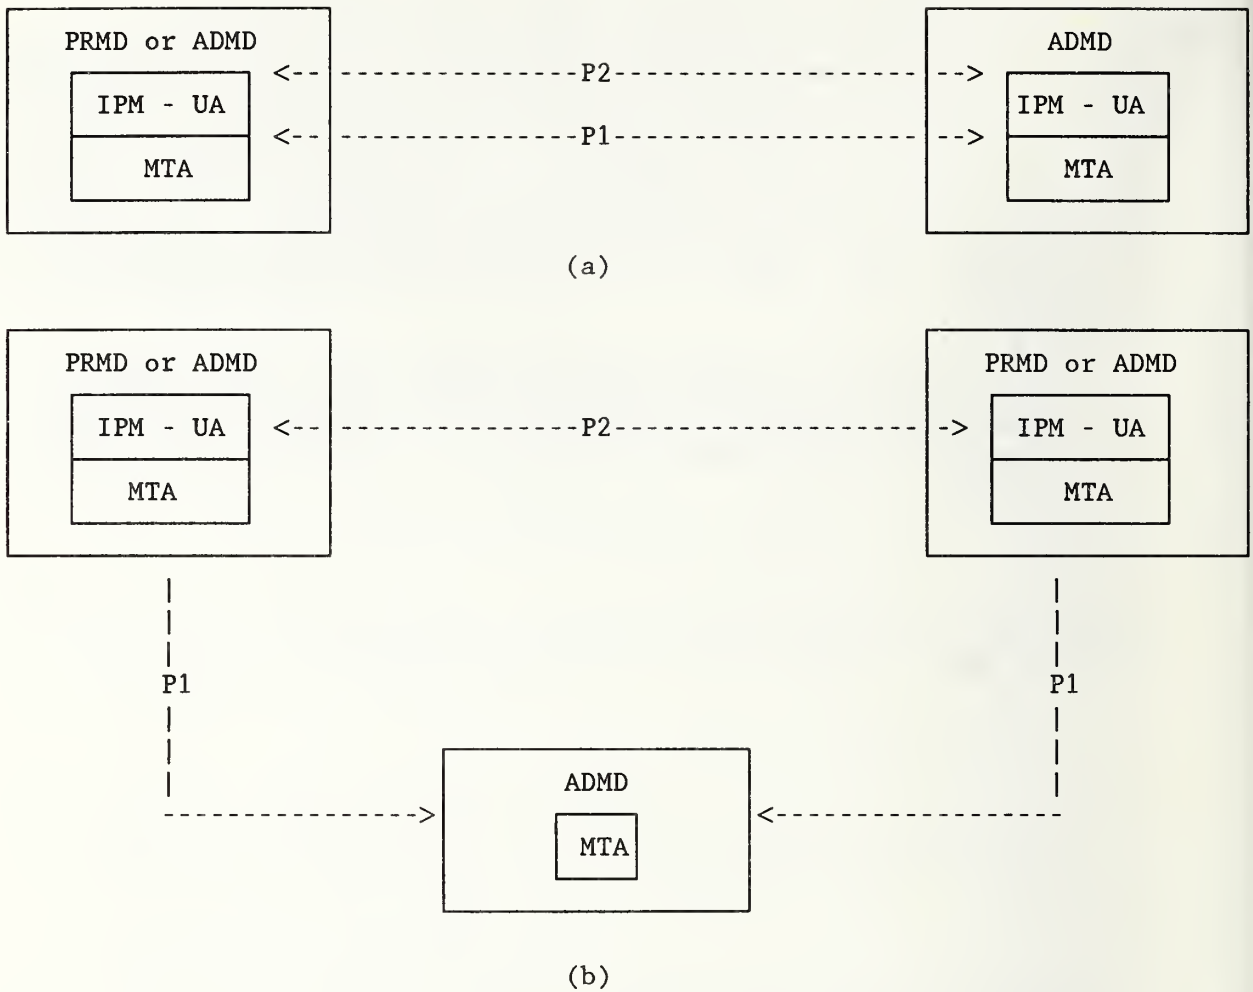 PRMD or ADMD
ADMD
<-- -----------P2----------- -->
IPM - UA
IPM - UA
<-- -----------P1----------- -->
MTA
MTA
(a)
PRMD or ADMD
PRMD or ADMD
IPM - UA
<-- -----------P2----------- -->
IPM - UA
MTA
MTA
P1
P1
ADMD
MTA
(b)